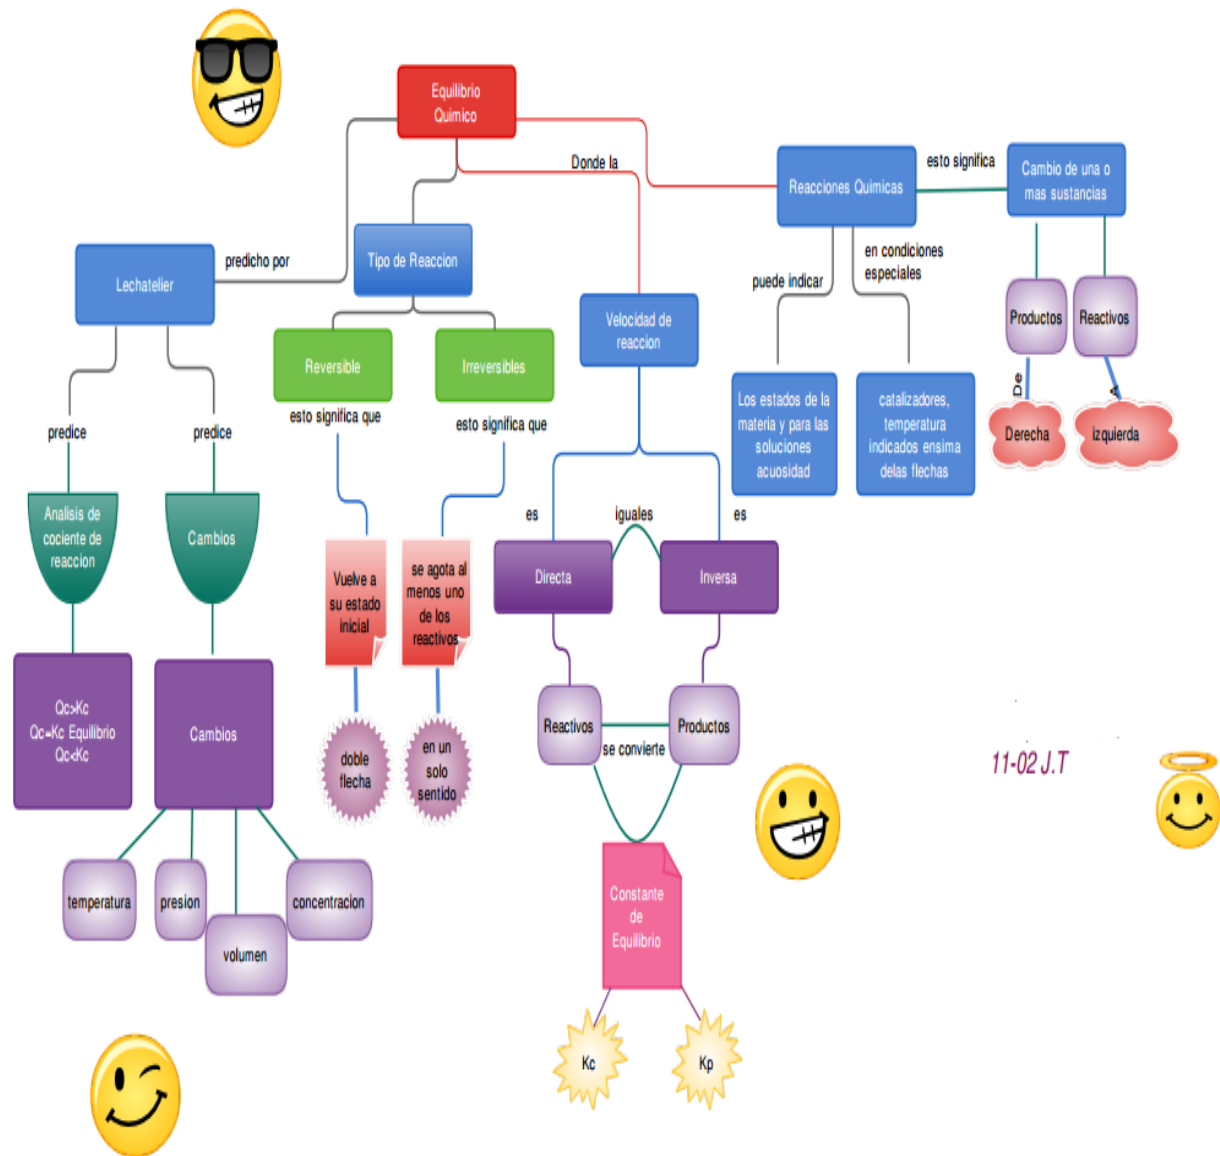 Equilibrio
Quimico
Donde la
Reacciones Quimicas
esto significa
Cambio de una o
mas sustancias
predicho por
Tipo de Reaccion
en condiciones
especiales
puede indicar
Lechatelier
Velocidad de
reaccion
Productos
Reactivos
Reversible
Irreversibles
De
A
Los estados de la
materia y para las
soluciones
acuosidad
catalizadores,
temperatura
indicados ensima
delas flechas
Derecha
izquierda
esto significa que
esto significa que
predice
predice
Analisis de
cociente de
reaccion
Cambios
es
iguales
es
Vuelve a
su estado
inicial
se agota al
menos uno
de los
reactivos
Directa
Inversa
Qc>Kc
Qc=Kc Equilibrio
Qc<Kc
Cambios
Reactivos
Productos
se convierte
doble
flecha
en un
solo
sentido
11-02 J.T
temperatura
presion
volumen
concentracion
Constante
de
Equilibrio
Kc
Kp